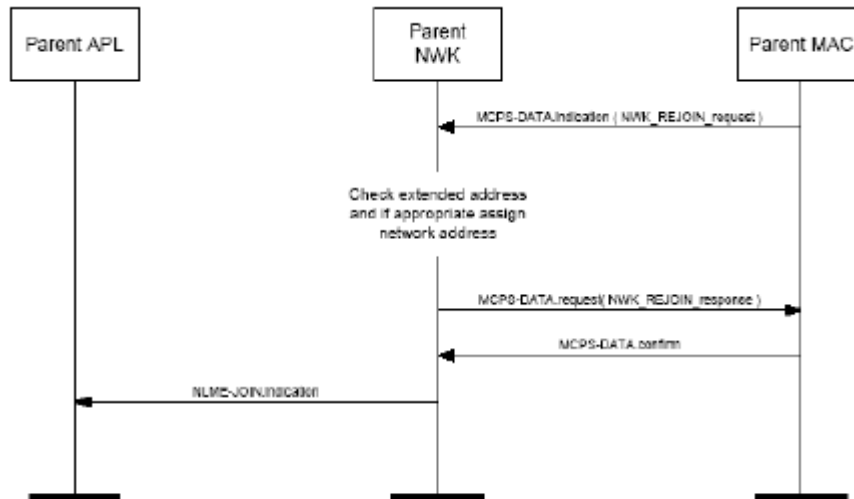 Parent APL
Parent
NWK
Parent MAC
MCPS-DATA.indication ( NWK_REJOIN_request )
Check extended address
and if appropriate assign
network address
MCPS-DATA.request( NWK_REJOIN_response )
MCPS-DATA.confirm
NLME-JOIN.indication